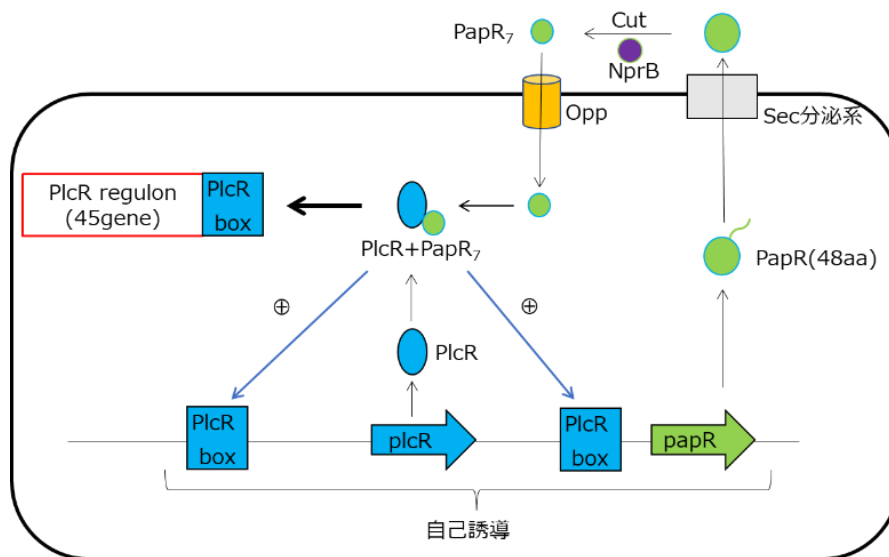 PapR7
Cut
NprB
Opp
Sec分泌系
PlcR regulon
(45gene)
PlcR
box
PlcR+PapR7
PapR(48aa)
⊕
⊕
PlcR
PlcR
box
plcR
PlcR
box
papR
自己誘導